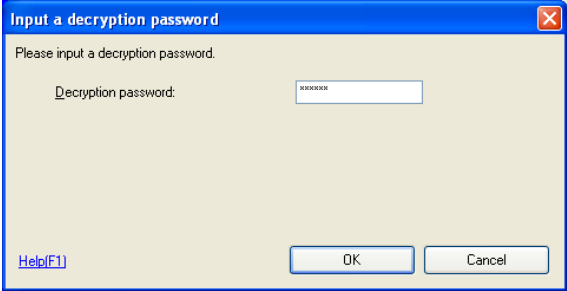 Input a decryption password
Please input a decryption password.
Decryption password: ××××××
Help(F1) OK Cancel